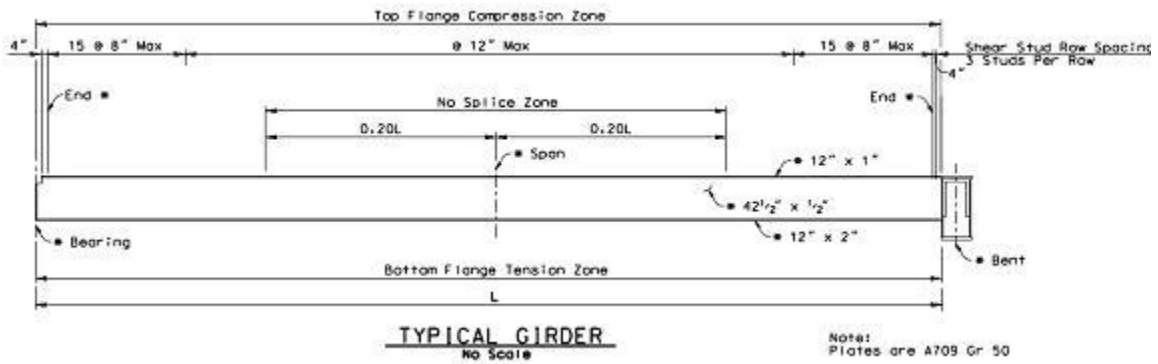 Top Flange Compression Zone
4" 15 @ 8" Max @ 12" Max 15 @ 8" Max Shear Stud Row Spacing
4" 3 Studs Per Row
End End
No Splice Zone
0.20L 0.20L
Span
12" x 1"
42½" x ½"
12" x 2"
Bearing
Bent
Bottom Flange Tension Zone
L
TYPICAL GIRDER
No Scale
Note:
Plates are A709 Gr 50